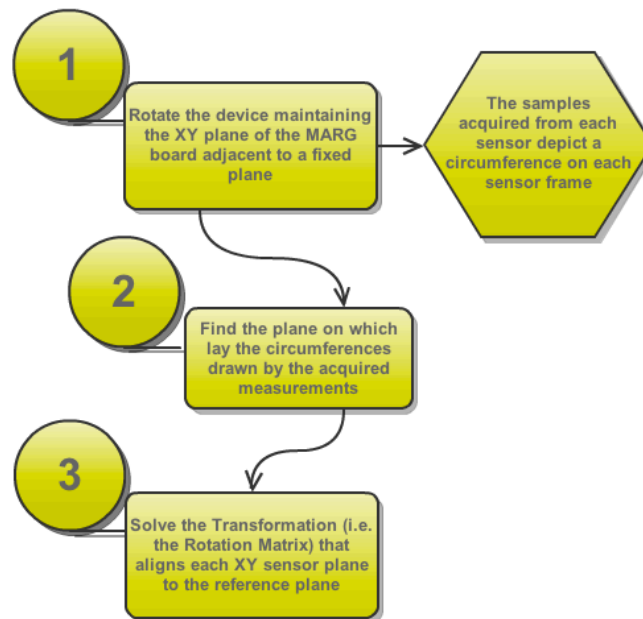 1
Rotate the device maintaining
the XY plane of the MARG
board adjacent to a fixed
plane
The samples
acquired from each
sensor depict a
circumference on each
sensor frame
2
Find the plane on which
lay the circumferences
drawn by the acquired
measurements
3
Solve the Transformation (i.e.
the Rotation Matrix) that
aligns each XY sensor plane
to the reference plane